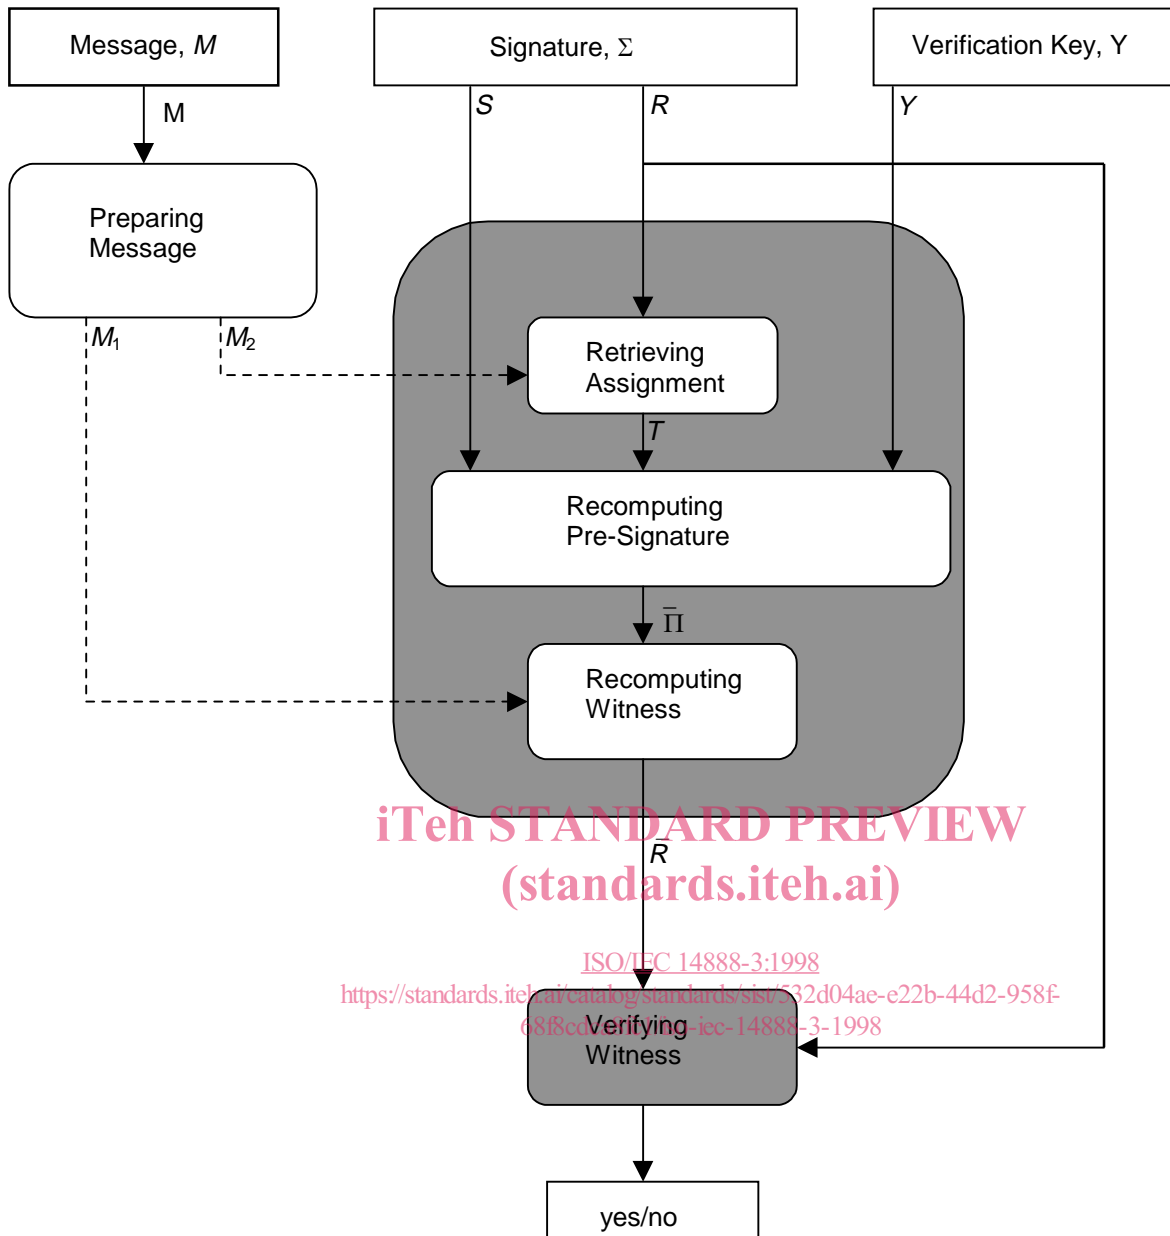 Message, M
Signature, Σ
Verification Key, Y
M
S
R
Y
Preparing
Message
M₁
M₂
Retrieving
Assignment
T
Recomputing
Pre-Signature
Π̄
Recomputing
Witness
iTeh STANDARD PREVIEW
R̄
(standards.iteh.ai)
ISO/IEC 14888-3:1998
https://standards.iteh.ai/catalog/standards/sist/532d04ae-e22b-44d2-958f-
Verifying
Witness
yes/no